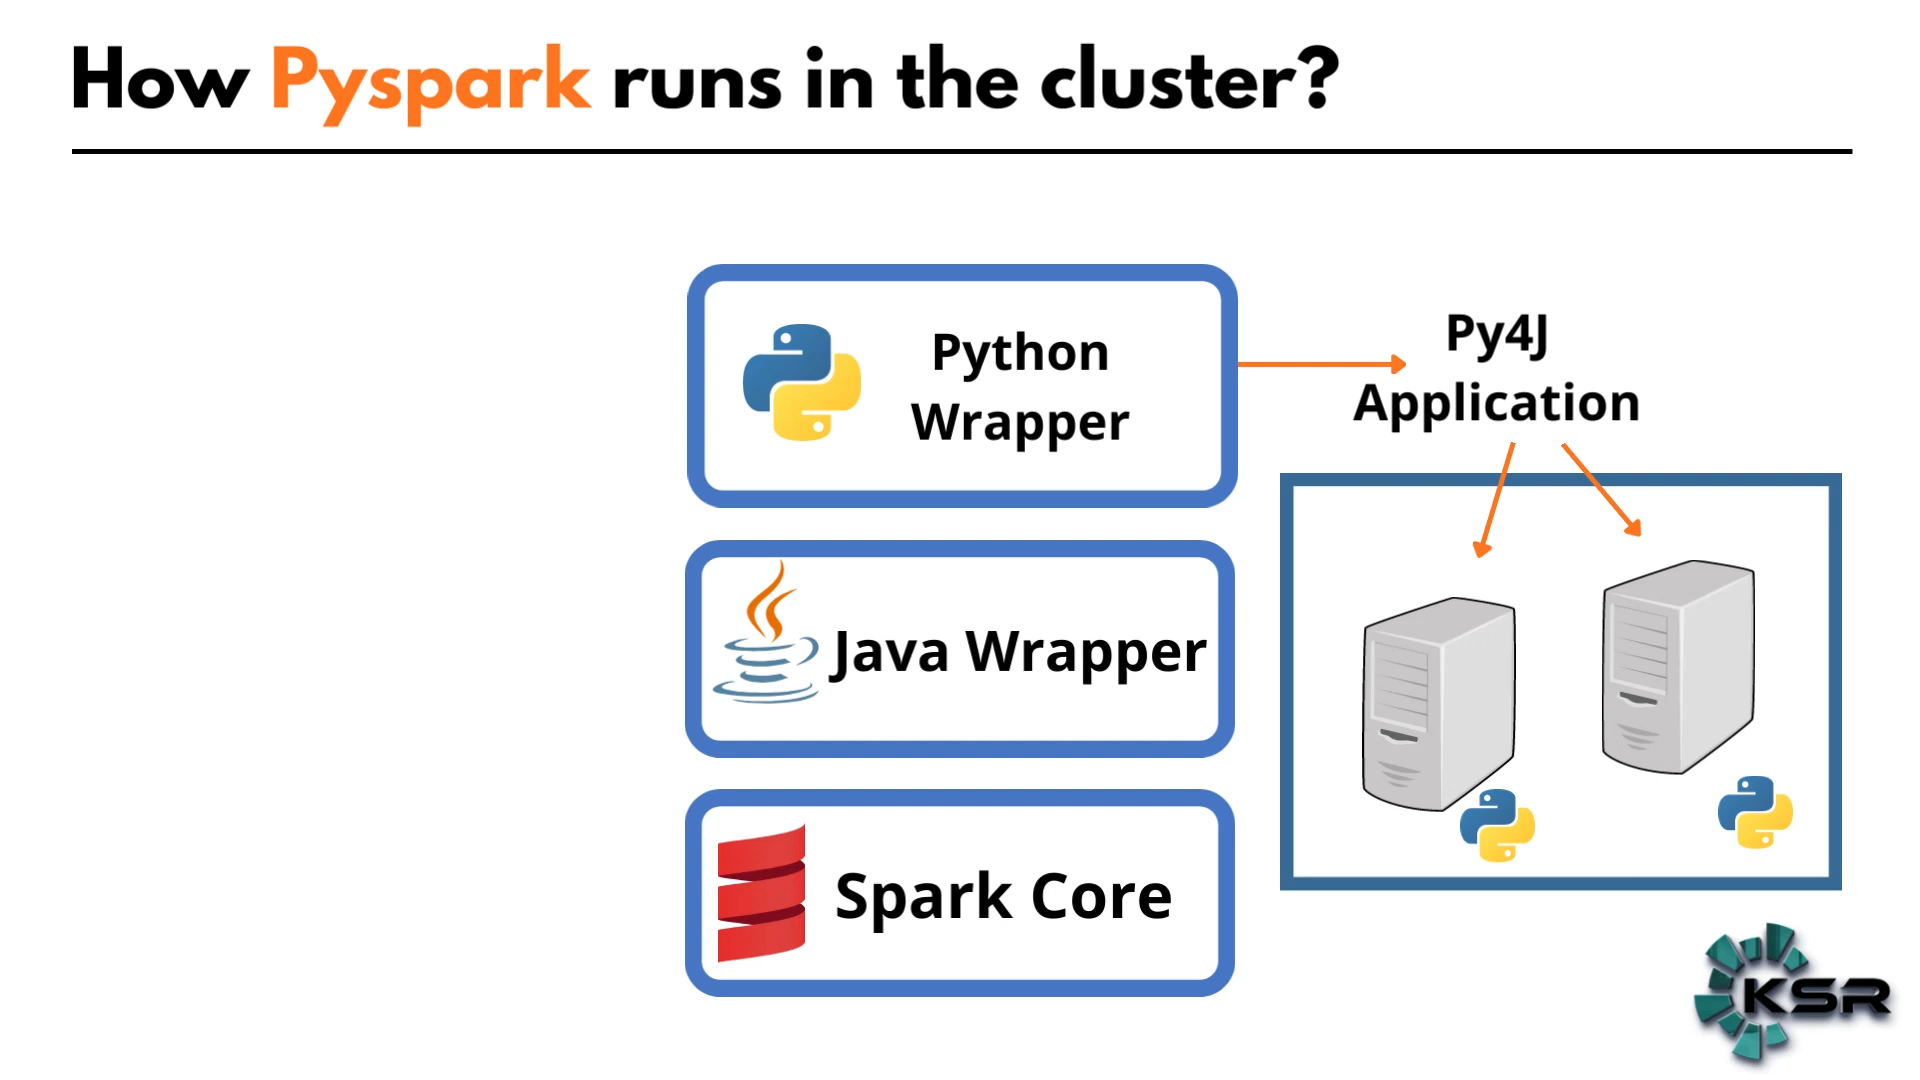 How Pyspark runs in the cluster?
Python
Wrapper
Py4J
Application
Java Wrapper
Spark Core
KSR